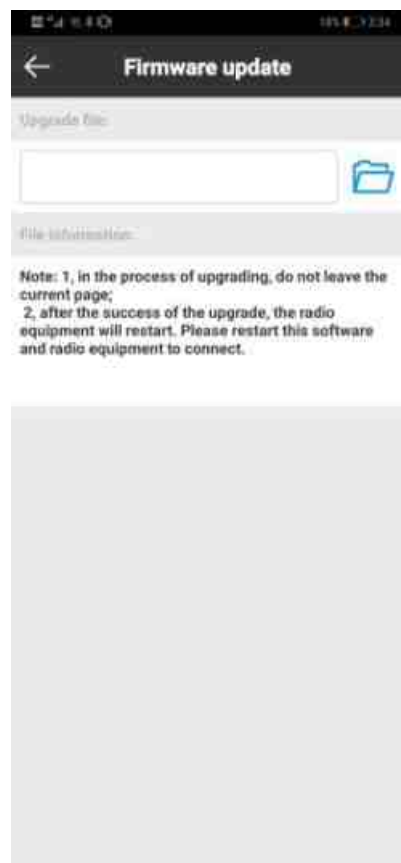 Firmware update
Upgrade file:
File information:
Note: 1, in the process of upgrading, do not leave the
current page;
2, after the success of the upgrade, the radio
equipment will restart. Please restart this software
and radio equipment to connect.